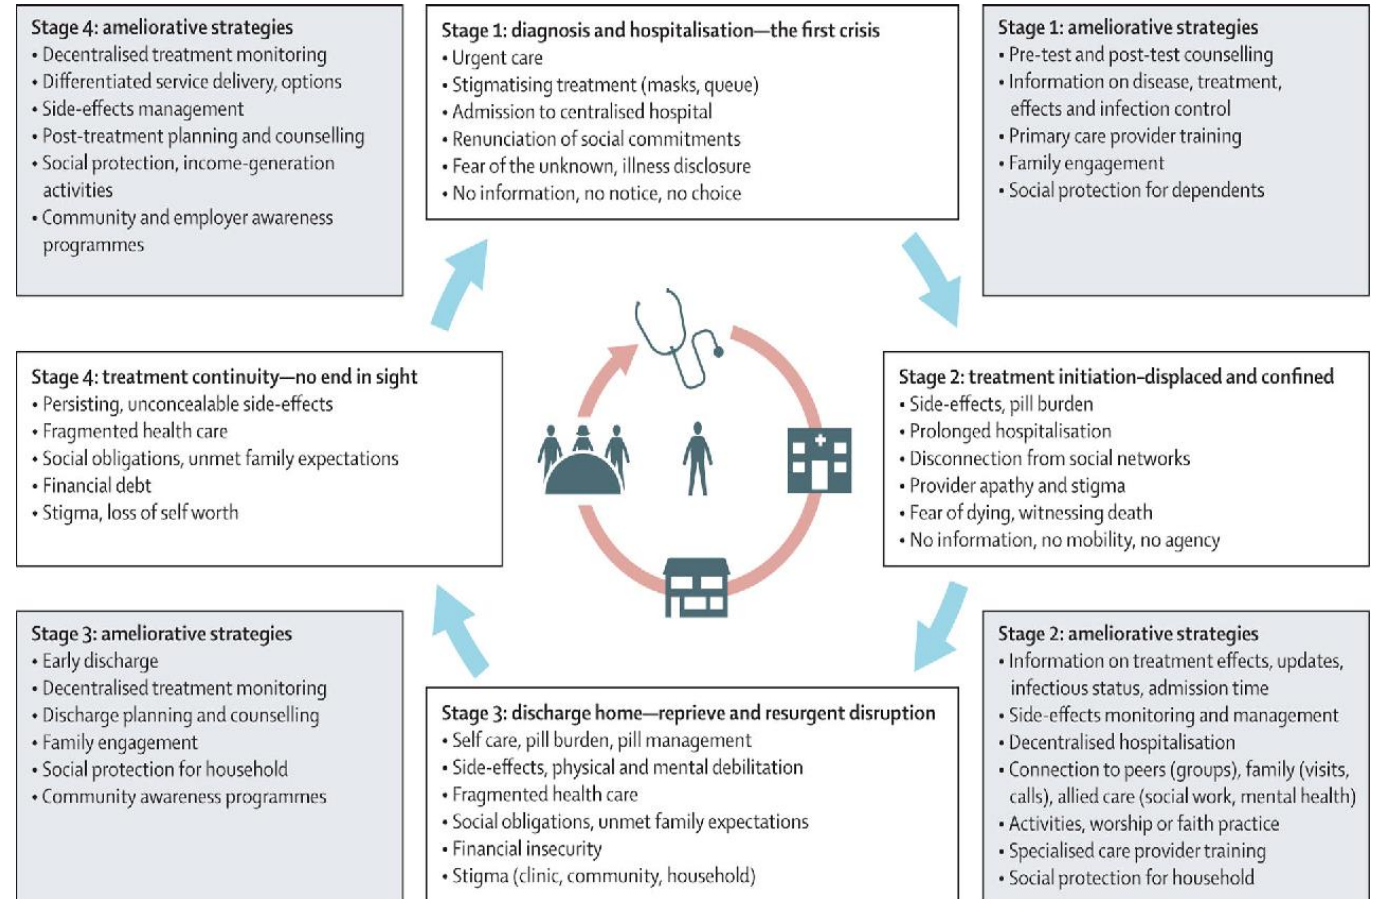 Stage 4: ameliorative strategies
• Decentralised treatment monitoring
• Differentiated service delivery, options
• Side-effects management
• Post-treatment planning and counselling
• Social protection, income-generation
activities
• Community and employer awareness
programmes
Stage 1: diagnosis and hospitalisation—the first crisis
• Urgent care
• Stigmatising treatment (masks, queue)
• Admission to centralised hospital
• Renunciation of social commitments
• Fear of the unknown, illness disclosure
• No information, no notice, no choice
Stage 1: ameliorative strategies
• Pre-test and post-test counselling
• Information on disease, treatment,
effects and infection control
• Primary care provider training
• Family engagement
• Social protection for dependents
Stage 4: treatment continuity—no end in sight
• Persisting, unconcealable side-effects
• Fragmented health care
• Social obligations, unmet family expectations
• Financial debt
• Stigma, loss of self worth
Stage 2: treatment initiation–displaced and confined
• Side-effects, pill burden
• Prolonged hospitalisation
• Disconnection from social networks
• Provider apathy and stigma
• Fear of dying, witnessing death
• No information, no mobility, no agency
Stage 3: ameliorative strategies
• Early discharge
• Decentralised treatment monitoring
• Discharge planning and counselling
• Family engagement
• Social protection for household
• Community awareness programmes
Stage 3: discharge home—reprieve and resurgent disruption
• Self care, pill burden, pill management
• Side-effects, physical and mental debilitation
• Fragmented health care
• Social obligations, unmet family expectations
• Financial insecurity
• Stigma (clinic, community, household)
Stage 2: ameliorative strategies
• Information on treatment effects, updates,
infectious status, admission time
• Side-effects monitoring and management
• Decentralised hospitalisation
• Connection to peers (groups), family (visits,
calls), allied care (social work, mental health)
• Activities, worship or faith practice
• Specialised care provider training
• Social protection for household